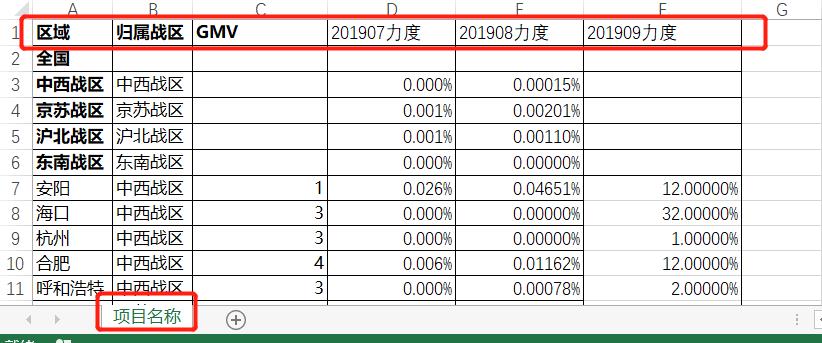 A B C D E F G
1 区域 归属战区 GMV 201907力度 201908力度 201909力度
2 全国
3 中西战区 中西战区 0.000% 0.00015%
4 京苏战区 京苏战区 0.001% 0.00201%
5 沪北战区 沪北战区 0.001% 0.00110%
6 东南战区 东南战区 0.000% 0.00000%
7 安阳 中西战区 1 0.026% 0.04651% 12.00000%
8 海口 中西战区 3 0.000% 0.00000% 32.00000%
9 杭州 中西战区 3 0.000% 0.00000% 1.00000%
10 合肥 中西战区 4 0.006% 0.01162% 12.00000%
11 呼和浩特 中西战区 3 0.000% 0.00078% 2.00000%
项目名称